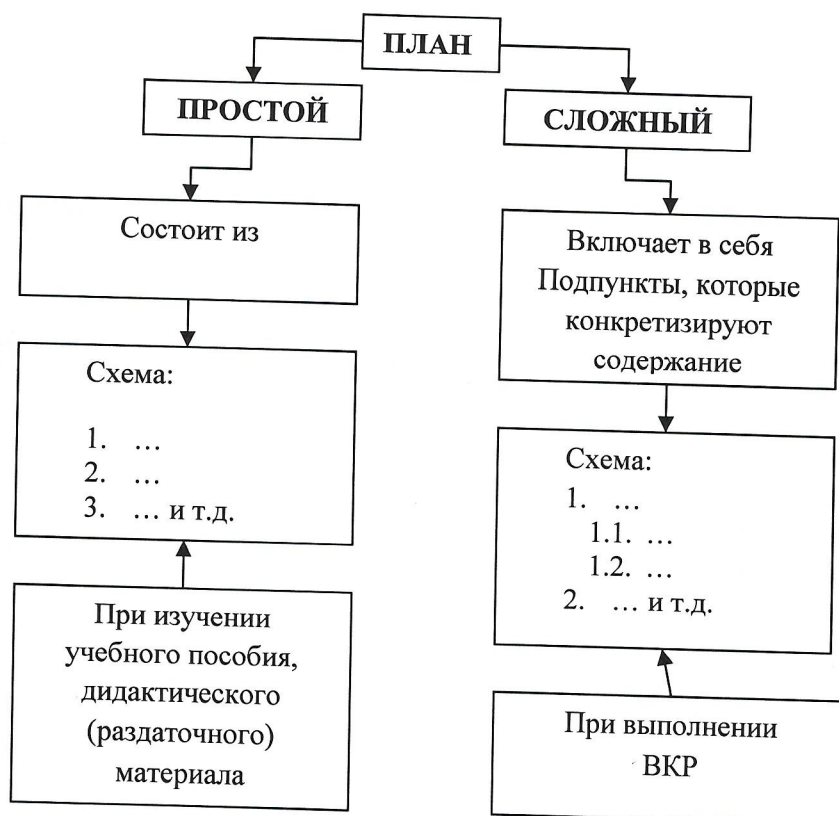 ПЛАН
ПРОСТОЙ
СЛОЖНЫЙ
Состоит из
Включает в себя
Подпункты, которые
конкретизируют
содержание
Схема:
1. …
2. …
3. … и т.д.
Схема:
1. …
1.1. …
1.2. …
2. … и т.д.
При изучении
учебного пособия,
дидактического
(раздаточного)
материала
При выполнении
ВКР